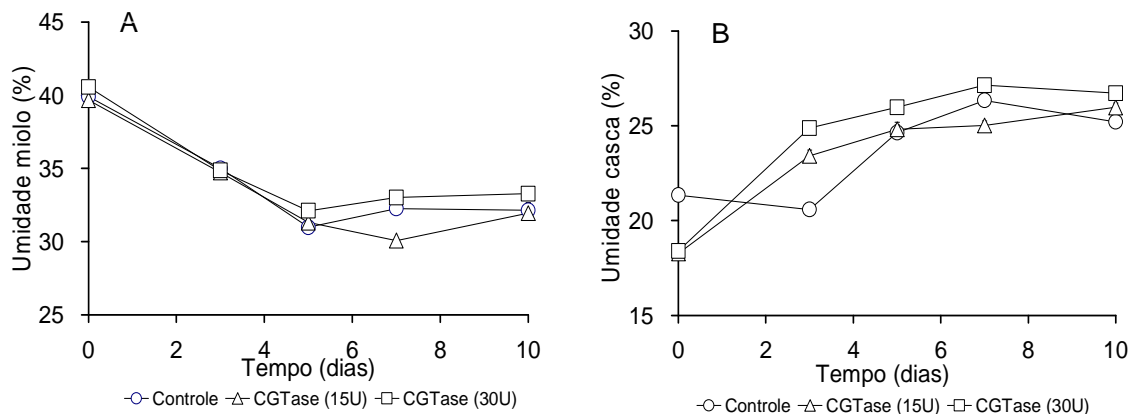 A
Umidade miolo (%)
45
40
35
30
25
0 2 4 6 8 10
Tempo (dias)
Controle CGTase (15U) CGTase (30U)
B
Umidade casca (%)
30
25
20
15
0 2 4 6 8 10
Tempo (dias)
Controle CGTase (15U) CGTase (30U)